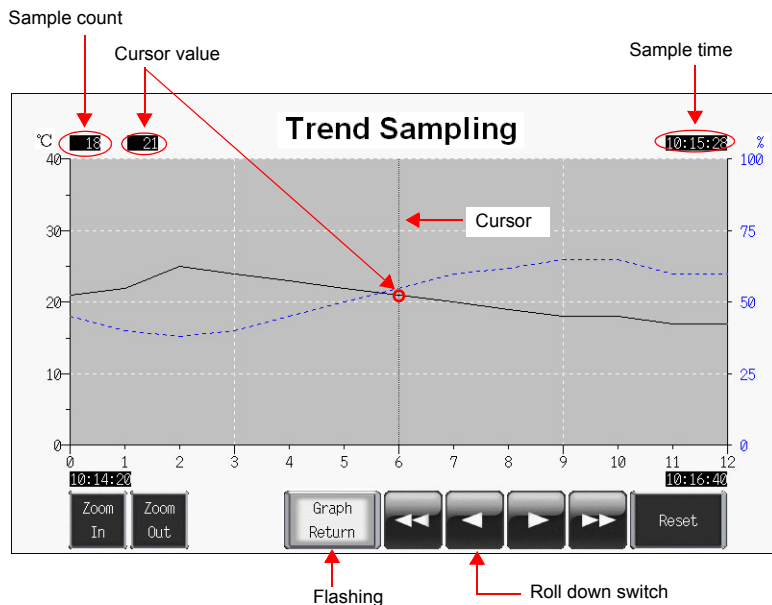 Sample count
Cursor value
Sample time
Trend Sampling
℃ 18 21 10:15:28 %
40 100
Cursor
30 75
20 50
10 25
0 0
0 1 2 3 4 5 6 7 8 9 10 11 12
10:14:20 10:16:40
Zoom In
Zoom Out
Graph Return
Reset
Flashing
Roll down switch